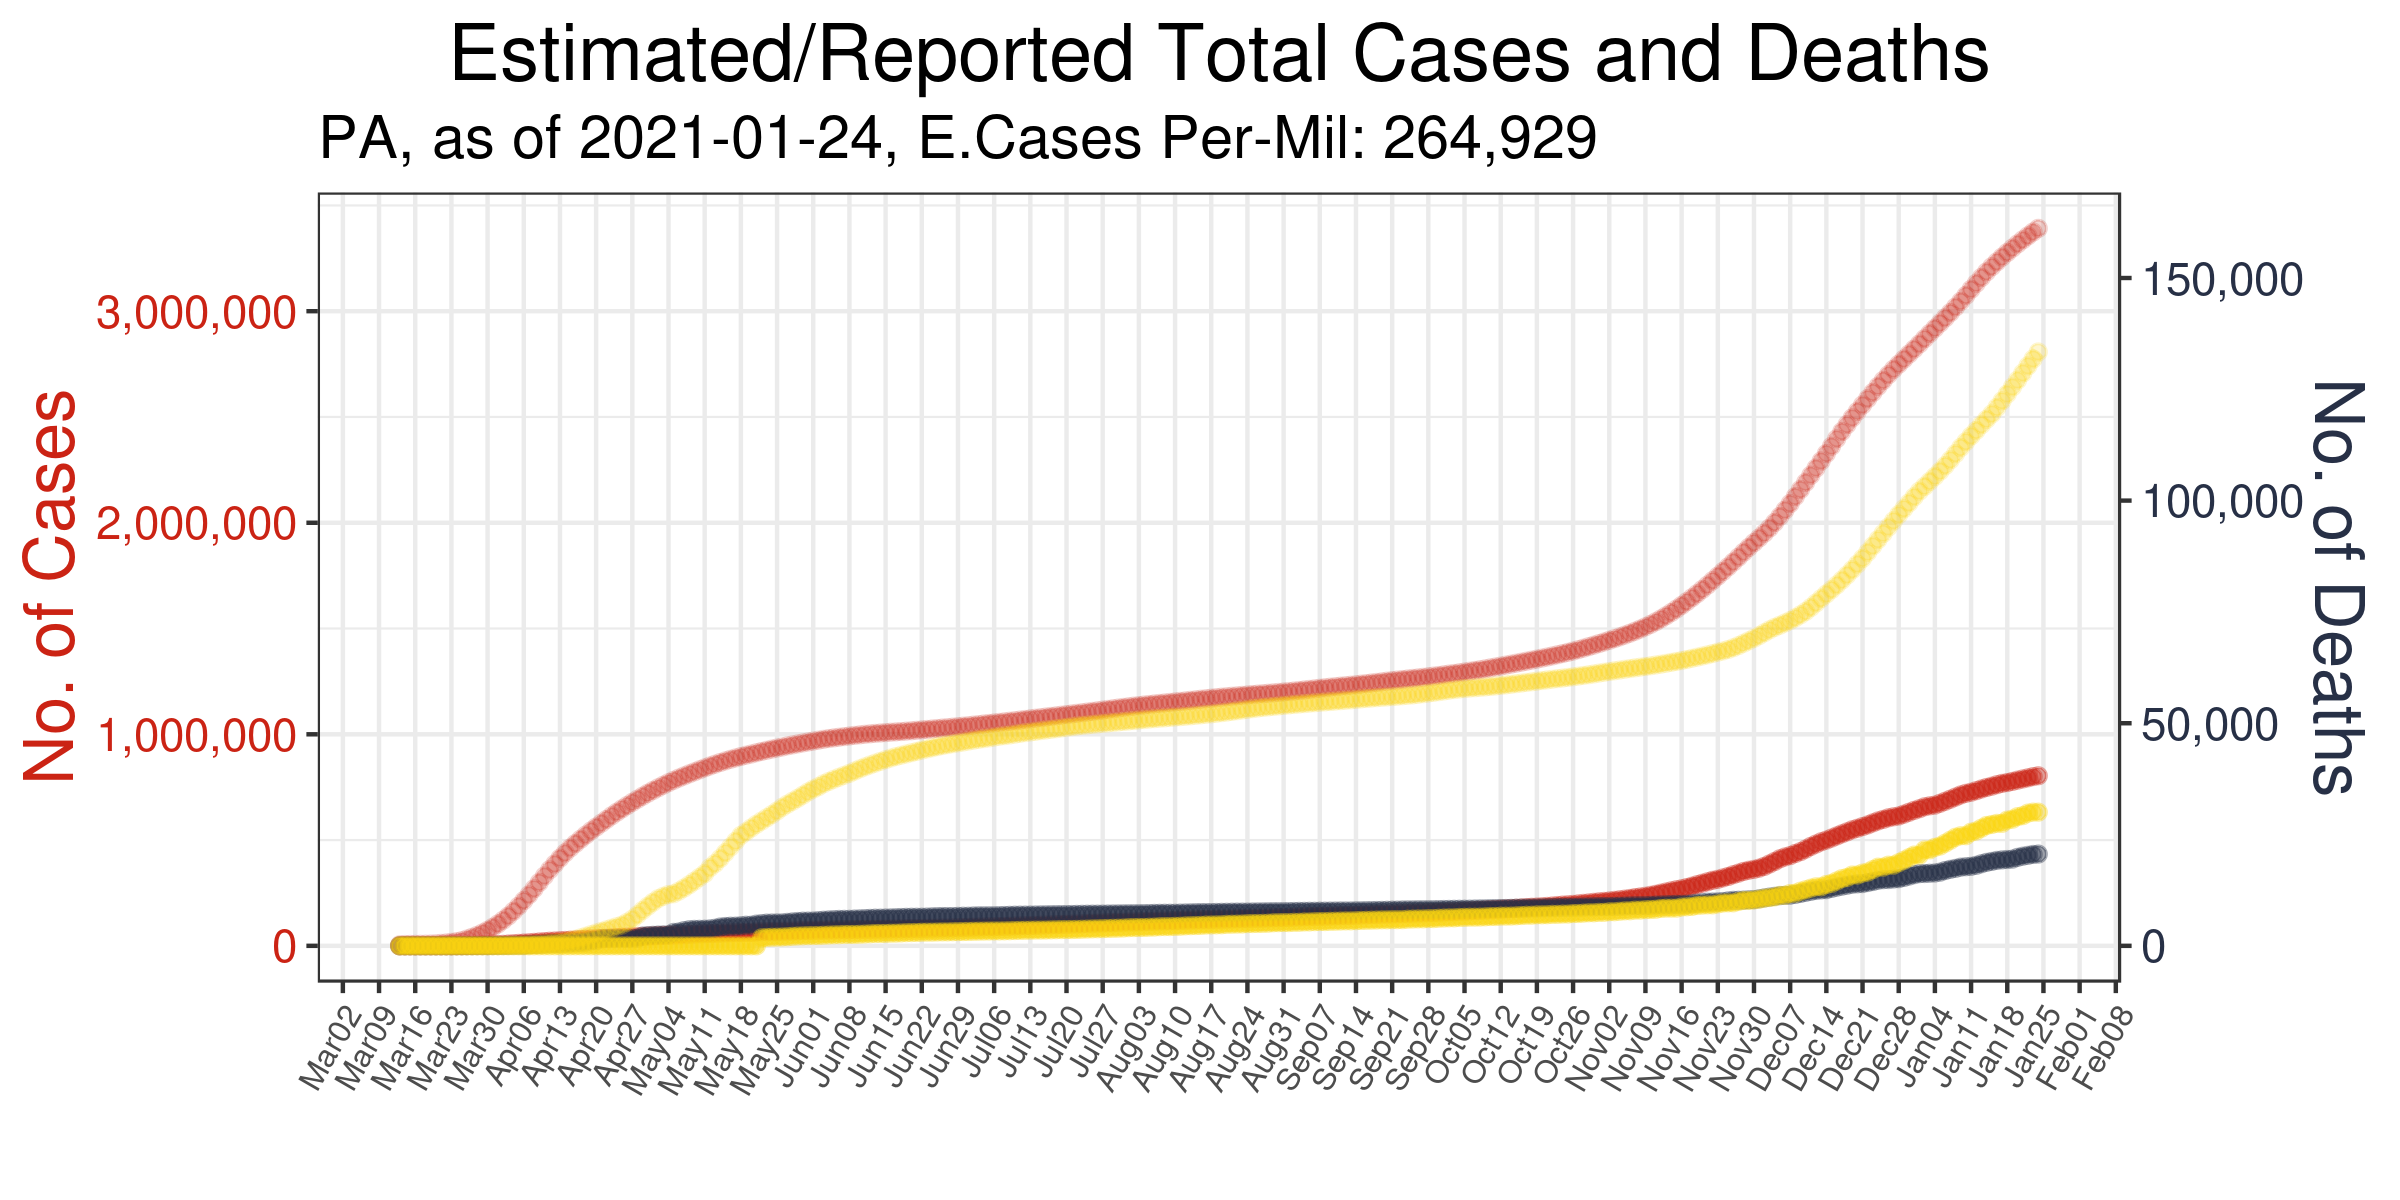 Estimated/Reported Total Cases and Deaths
PA, as of 2021-01-24, E.Cases Per-Mil: 264,929
No. of Cases
3,000,000
2,000,000
1,000,000
0
150,000
100,000
50,000
0
No. of Deaths
Mar02 Mar09 Mar16 Mar23 Mar30 Apr06 Apr13 Apr20 Apr27 May04 May11 May18 May25 Jun01 Jun08 Jun15 Jun22 Jun29 Jul06 Jul13 Jul20 Jul27 Aug03 Aug10 Aug17 Aug24 Aug31 Sep07 Sep14 Sep21 Sep28 Oct05 Oct12 Oct19 Oct26 Nov02 Nov09 Nov16 Nov23 Nov30 Dec07 Dec14 Dec21 Dec28 Jan04 Jan11 Jan18 Jan25 Feb01 Feb08